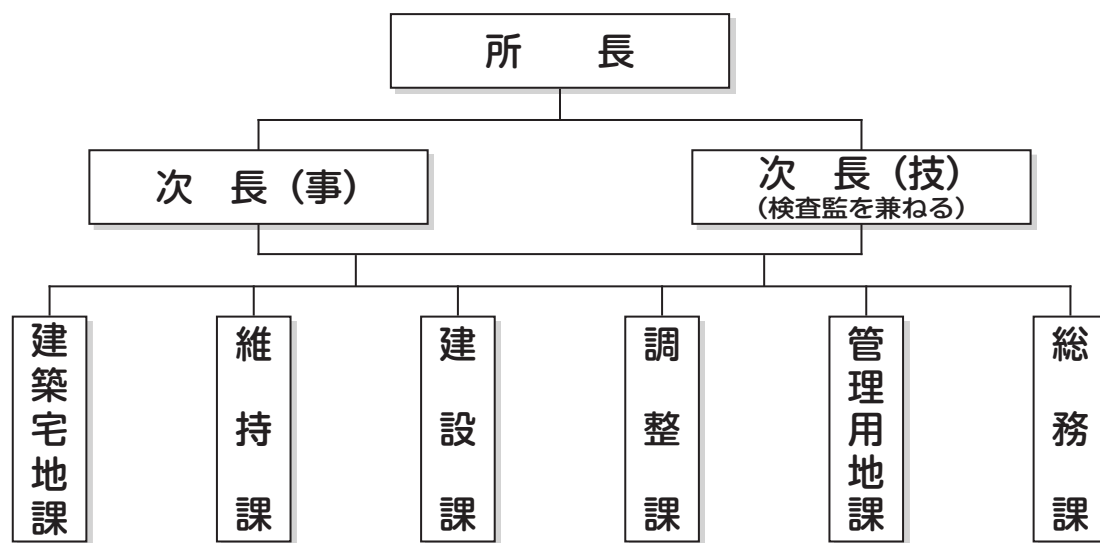 所　長
次　長（事）
次　長（技）
（検査監を兼ねる）
建築宅地課
維持課
建設課
調整課
管理用地課
総務課